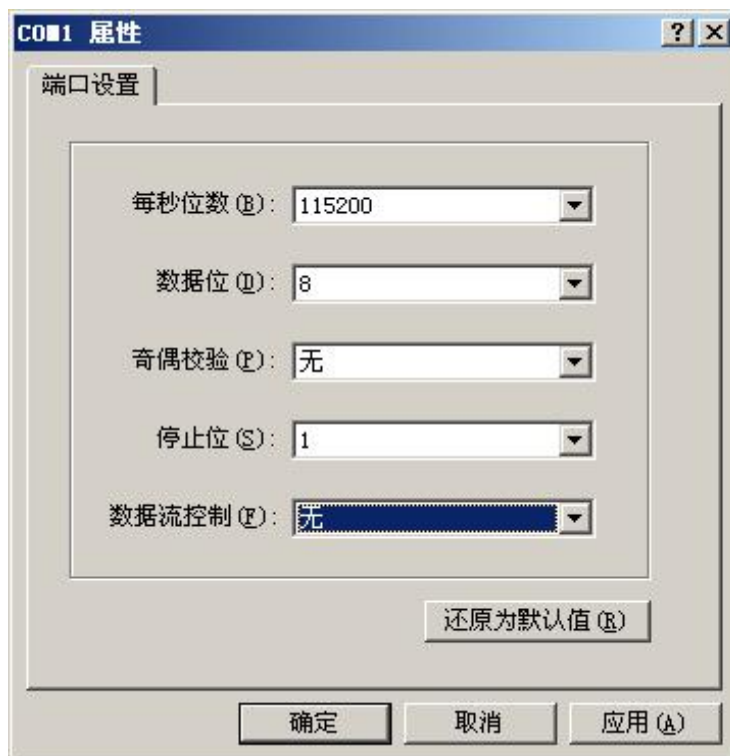 COM1 属性
端口设置
每秒位数(B): 115200
数据位(D): 8
奇偶校验(P): 无
停止位(S): 1
数据流控制(F): 无
还原为默认值(R)
确定 取消 应用(A)